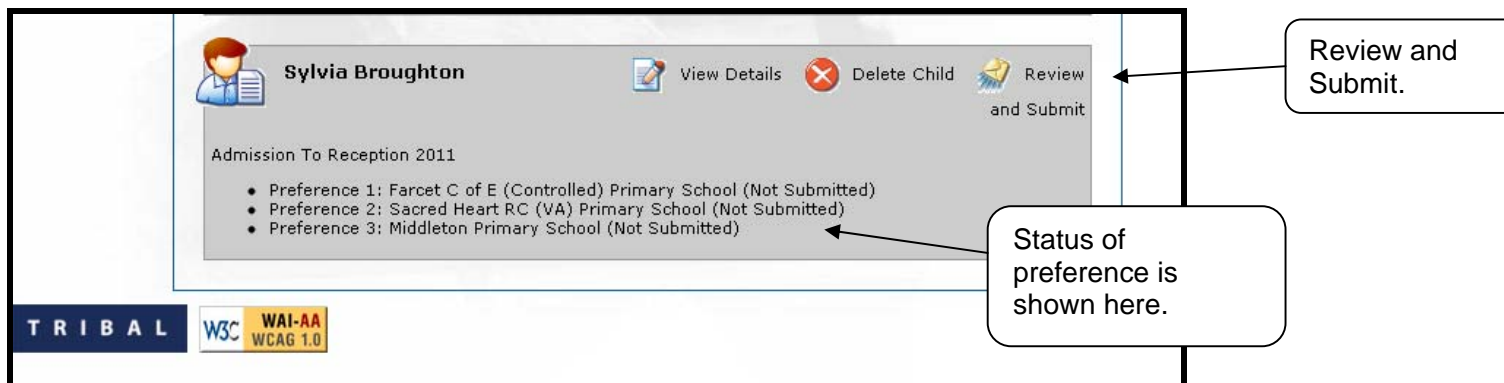 Sylvia Broughton
View Details
Delete Child
Review
and Submit
Admission To Reception 2011
• Preference 1: Farcet C of E (Controlled) Primary School (Not Submitted)
• Preference 2: Sacred Heart RC (VA) Primary School (Not Submitted)
• Preference 3: Middleton Primary School (Not Submitted)
Review and
Submit.
Status of
preference is
shown here.
TRIBAL
W3C WAI-AA
WCAG 1.0